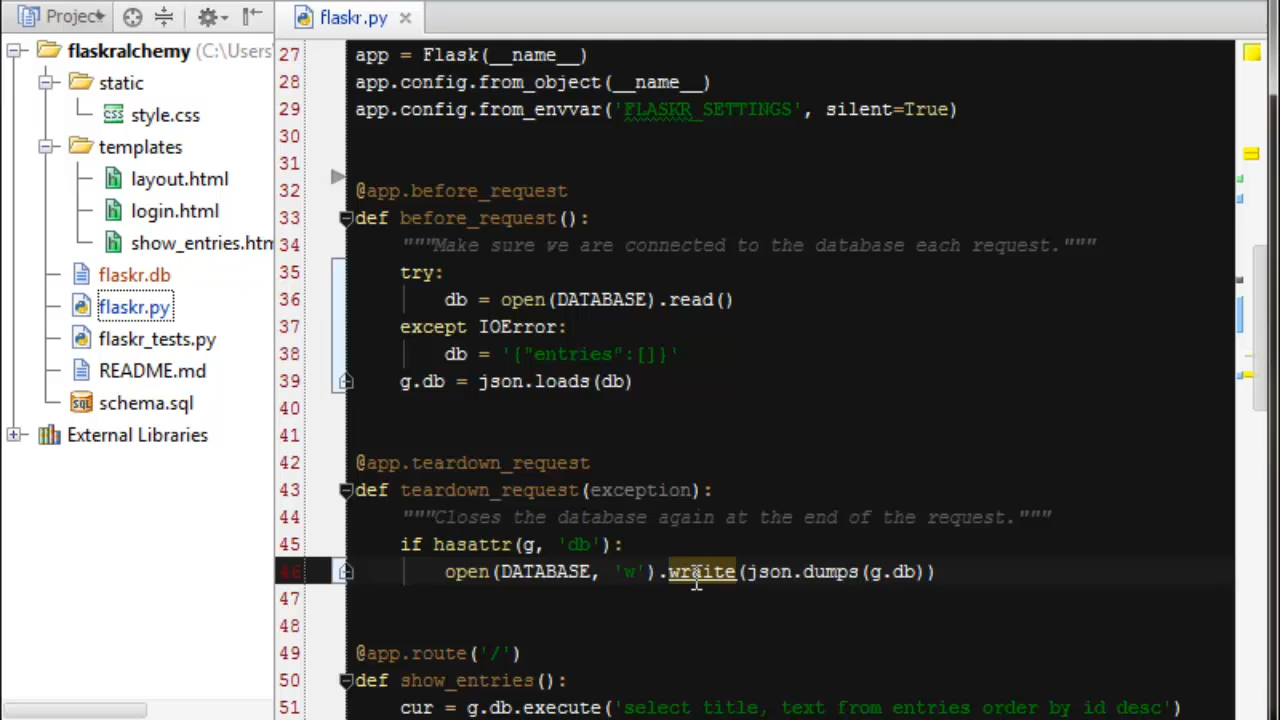 Project
flaskr.py
flaskralchemy (C:\Users
static
style.css
templates
layout.html
login.html
show_entries.htm
flaskr.db
flaskr.py
flaskr_tests.py
README.md
schema.sql
External Libraries
27 app = Flask(__name__)
28 app.config.from_object(__name__)
29 app.config.from_envvar('FLASKR_SETTINGS', silent=True)
30
31
32 @app.before_request
33 def before_request():
34 """Make sure we are connected to the database each request."""
35 try:
36 db = open(DATABASE).read()
37 except IOError:
38 db = '{"entries":[]}'
39 g.db = json.loads(db)
40
41
42 @app.teardown_request
43 def teardown_request(exception):
44 """Closes the database again at the end of the request."""
45 if hasattr(g, 'db'):
46 open(DATABASE, 'w').wraite(json.dumps(g.db))
47
48
49 @app.route('/')
50 def show_entries():
51 cur = g.db.execute('select title, text from entries order by id desc')